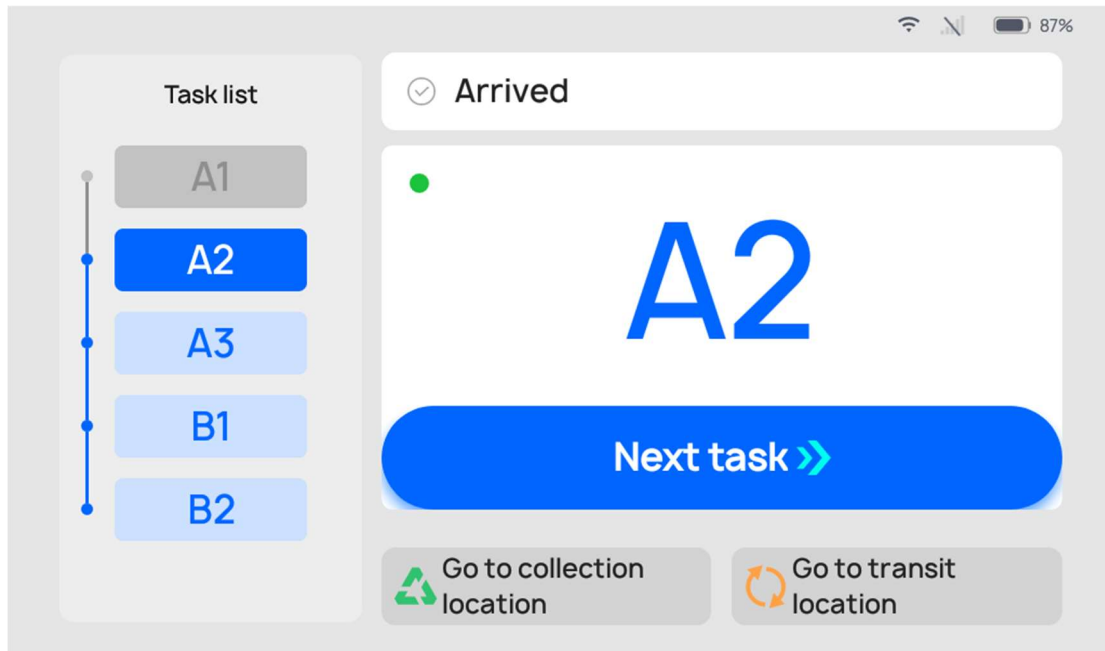 87%
Task list
Arrived
A1
A2
A3
B1
B2
A2
Next task
Go to collection
location
Go to transit
location